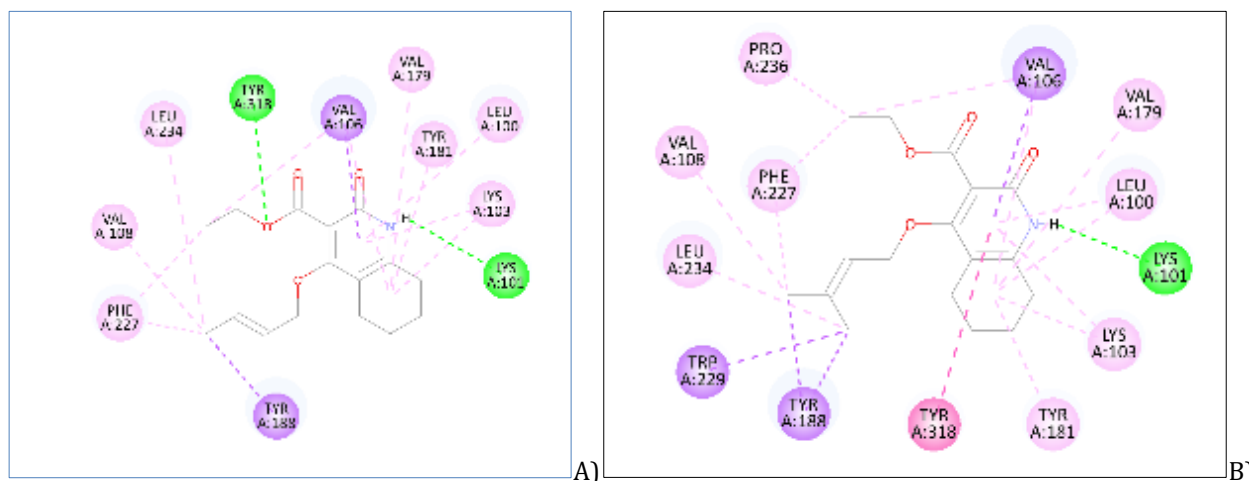 VAL
A:179
TYR
A:318
VAL
A:106
LEU
A:100
LEU
A:234
TYR
A:181
O
O
LYS
A:103
VAL
A:108
O
N
H
LYS
A:101
O
PHE
A:227
TYR
A:188
A)
PRO
A:236
VAL
A:106
VAL
A:179
VAL
A:108
O
O
O
PHE
A:227
LEU
A:100
O
N
H
LEU
A:234
LYS
A:101
LYS
A:103
TRP
A:229
TYR
A:188
TYR
A:318
TYR
A:181
B)